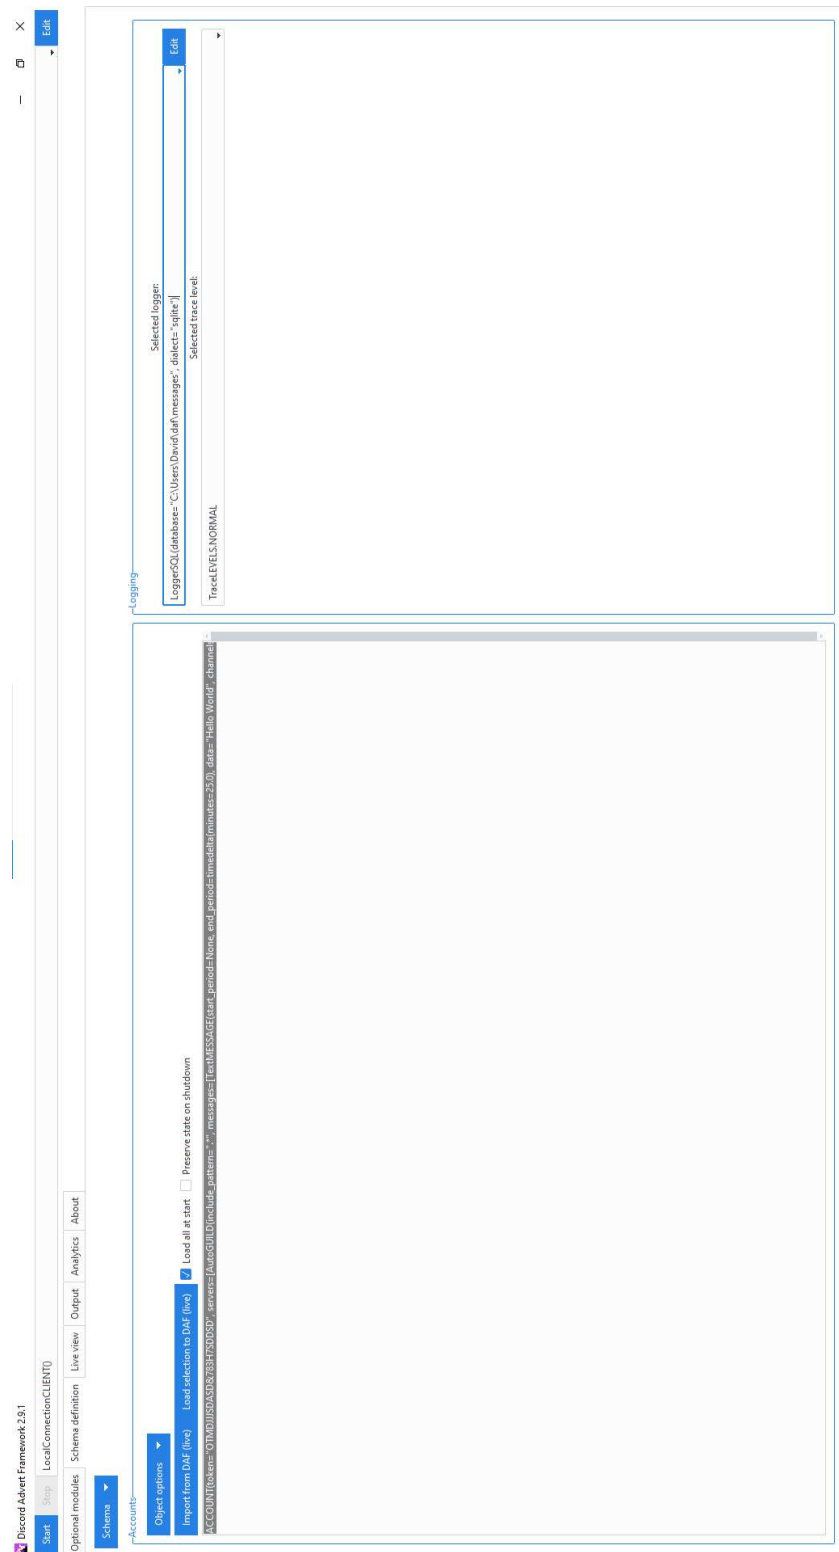 Discord Advert Framework 2.9.1
Start Stop LocalConnectionCLIENT() Edit
Optional modules Schema definition Live view Output Analytics About
Schema
Accounts
Object options
Import from DAF (live) Load selection to DAF (live) Load all at start Preserve state on shutdown
ACCOUNT(token="OTMDJJJSDASD&783H7SDDSD", servers=[AutoGUILD(include_pattern=".*", messages=[TextMESSAGE(start_period=None, end_period=timedelta(minutes=25.0), data="Hello World", channel
Logging
Selected logger:
LoggerSQL(database="C:\Users\David\daf\messages", dialect="sqlite") Edit
Selected trace level:
TraceLEVELS.NORMAL